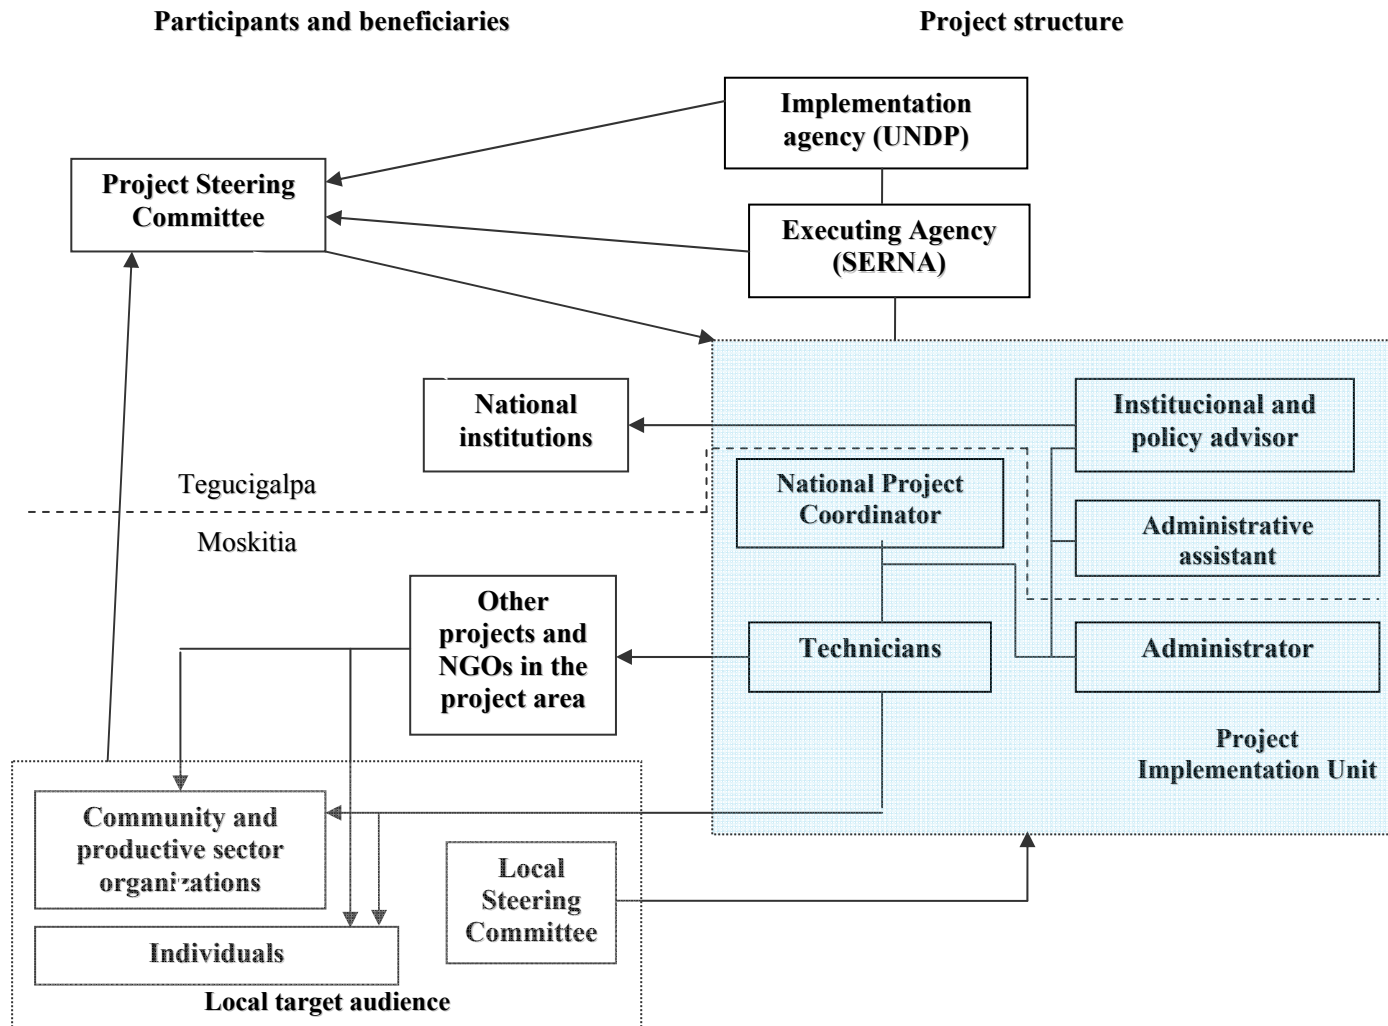 Participants and beneficiaries
Project structure
Implementation
agency (UNDP)
Project Steering
Committee
Executing Agency
(SERNA)
National
institutions
Institucional and
policy advisor
Tegucigalpa
National Project
Coordinator
Moskitia
Administrative
assistant
Other
projects and
NGOs in the
project area
Technicians
Administrator
Project
Implementation Unit
Community and
productive sector
organizations
Local
Steering
Committee
Individuals
Local target audience